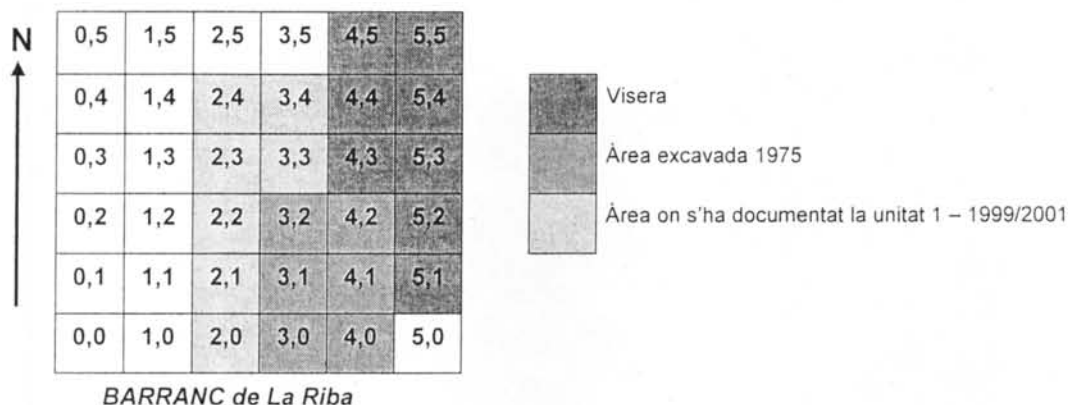 N
0,5 1,5 2,5 3,5 4,5 5,5
0,4 1,4 2,4 3,4 4,4 5,4
0,3 1,3 2,3 3,3 4,3 5,3
0,2 1,2 2,2 3,2 4,2 5,2
0,1 1,1 2,1 3,1 4,1 5,1
0,0 1,0 2,0 3,0 4,0 5,0
BARRANC de La Riba
Visera
Àrea excavada 1975
Àrea on s'ha documentat la unitat 1 – 1999/2001